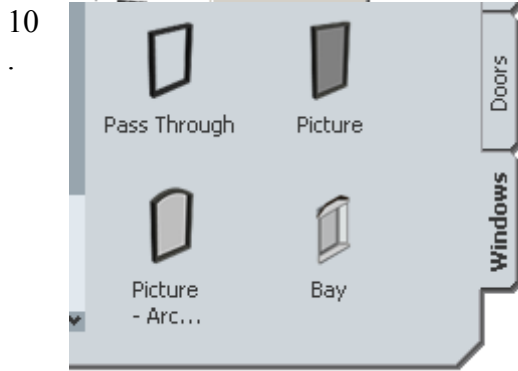 10
.
Pass Through Picture
Picture
- Arc... Bay
Doors
Windows